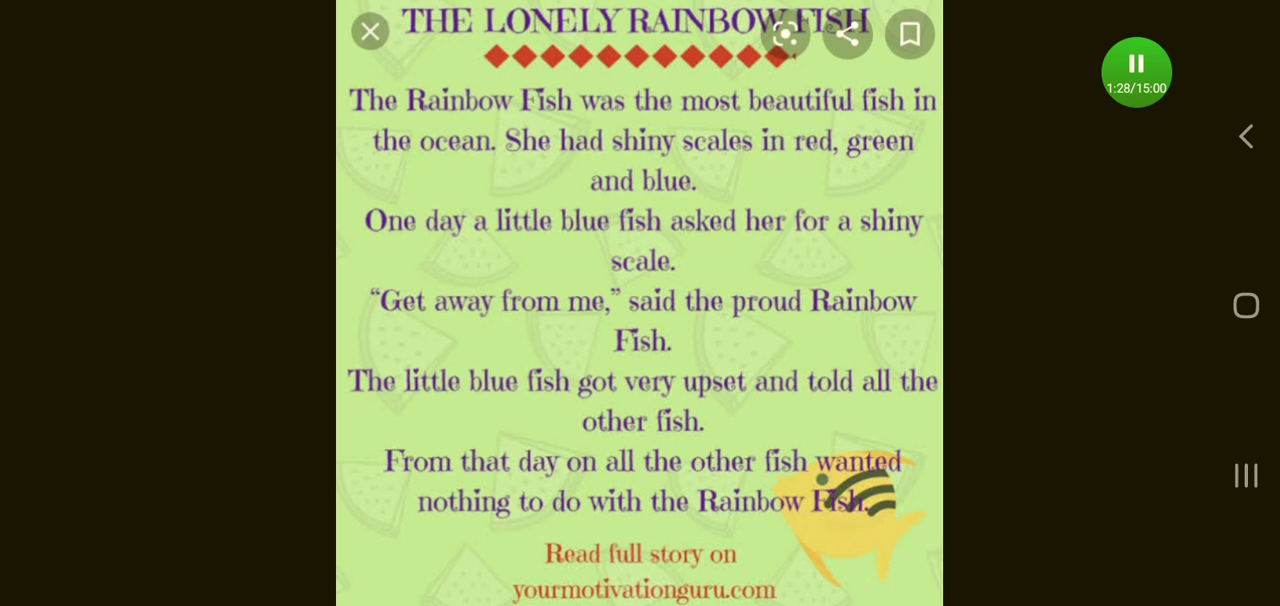 THE LONELY RAINBOW FISH
The Rainbow Fish was the most beautiful fish in
the ocean. She had shiny scales in red, green
and blue.
One day a little blue fish asked her for a shiny
scale.
“Get away from me,” said the proud Rainbow
Fish.
The little blue fish got very upset and told all the
other fish.
From that day on all the other fish wanted
nothing to do with the Rainbow Fish.
Read full story on
yourmotivationguru.com
1:28/15:00